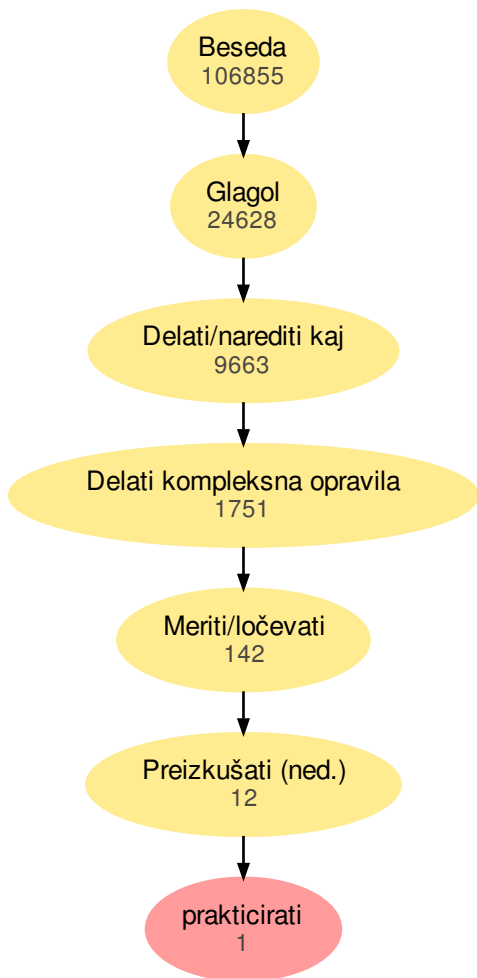 Beseda
106855
Glagol
24628
Delati/narediti kaj
9663
Delati kompleksna opravila
1751
Meriti/ločevati
142
Preizkušati (ned.)
12
prakticirati
1